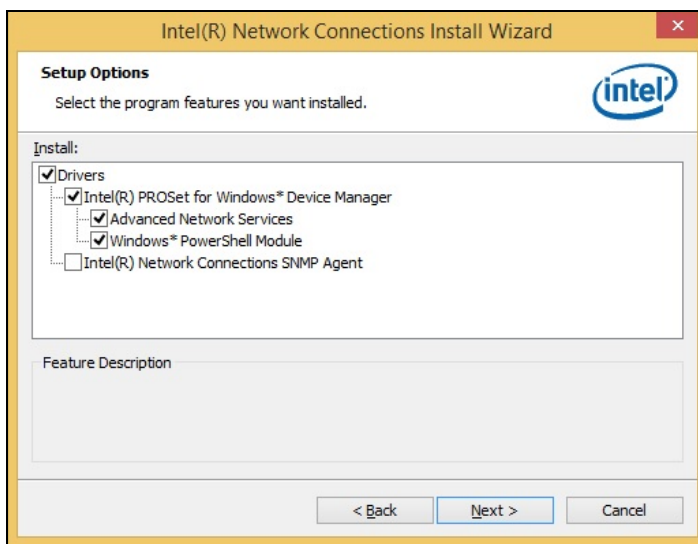 Intel(R) Network Connections Install Wizard
Setup Options
Select the program features you want installed.
intel
Install:
Drivers
Intel(R) PROSet for Windows* Device Manager
Advanced Network Services
Windows* PowerShell Module
Intel(R) Network Connections SNMP Agent
Feature Description
< Back
Next >
Cancel